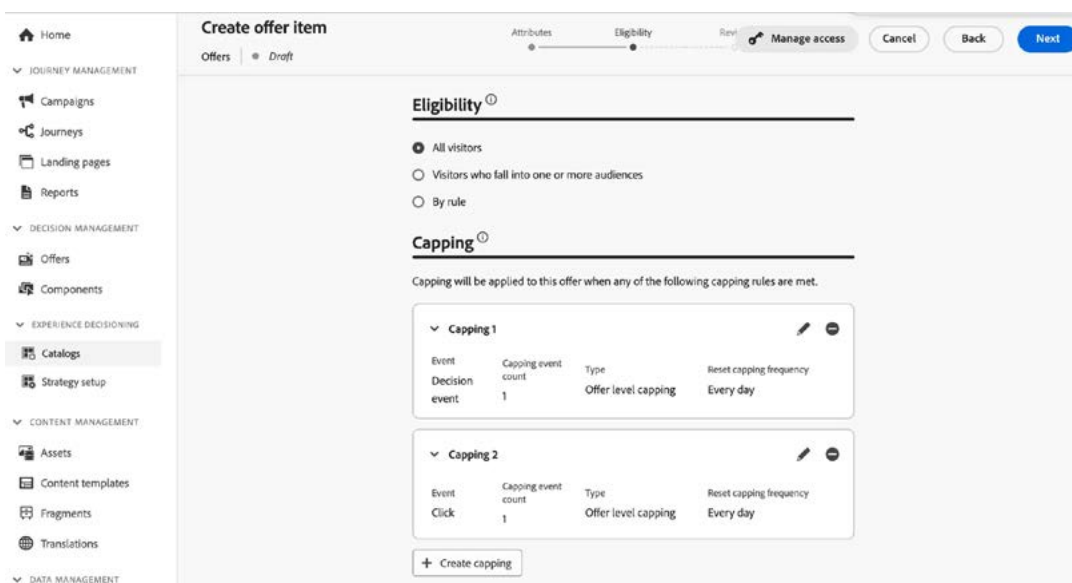 Home
JOURNEY MANAGEMENT
Campaigns
Journeys
Landing pages
Reports
DECISION MANAGEMENT
Offers
Components
EXPERIENCE DECISIONING
Catalogs
Strategy setup
CONTENT MANAGEMENT
Assets
Content templates
Fragments
Translations
DATA MANAGEMENT
Create offer item
Offers
Draft
Attributes
Eligibility
Manage access
Cancel
Back
Next
Eligibility
All visitors
Visitors who fall into one or more audiences
By rule
Capping
Capping will be applied to this offer when any of the following capping rules are met.
Capping 1
Event
Decision
event
Capping event
count
1
Type
Offer level capping
Reset capping frequency
Every day
Capping 2
Event
Click
Capping event
count
1
Type
Offer level capping
Reset capping frequency
Every day
+ Create capping